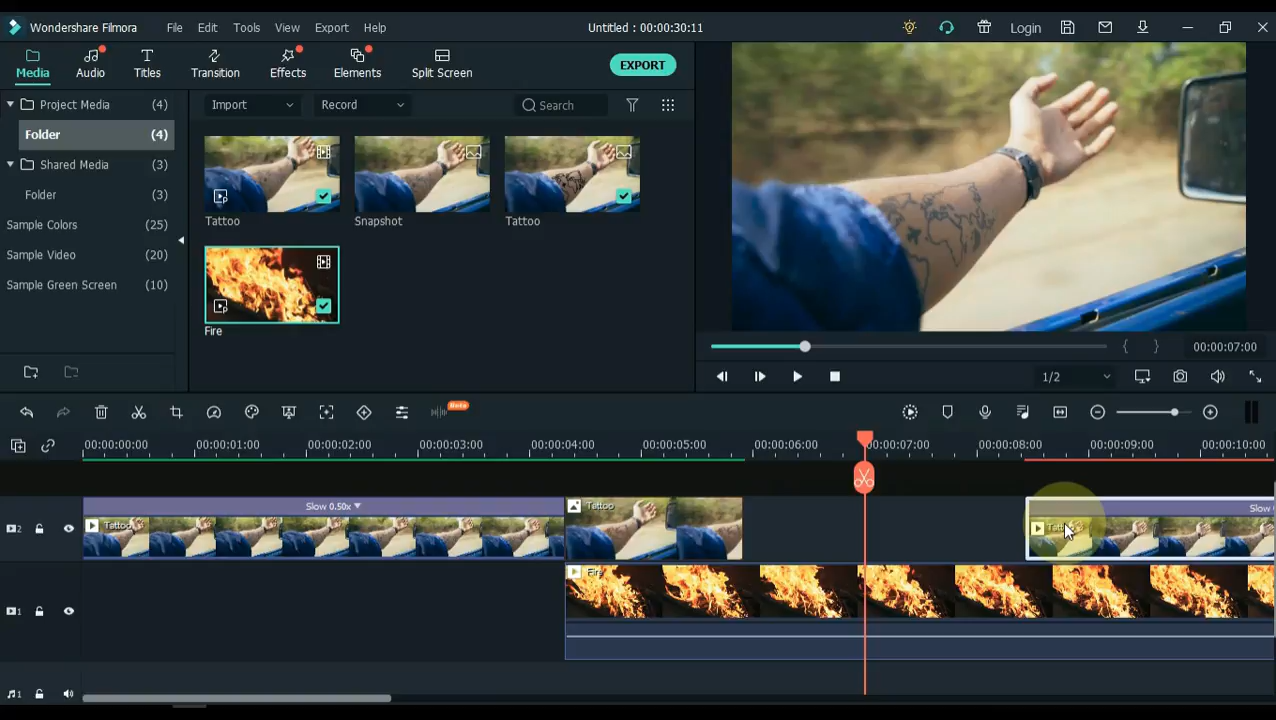 Wondershare Filmora File Edit Tools View Export Help Untitled : 00:00:30:11 Login
Media Audio Titles Transition Effects Elements Split Screen EXPORT
Project Media (4) Import Record Search
Folder (4)
Shared Media (3)
Folder (3)
Tattoo Snapshot Tattoo
Sample Colors (25)
Sample Video (20)
Sample Green Screen (10)
Fire
00:00:07:00
1/2
Beta
00:00:00:00 00:00:01:00 00:00:02:00 00:00:03:00 00:00:04:00 00:00:05:00 00:00:06:00 00:00:07:00 00:00:08:00 00:00:09:00 00:00:10:00
Slow 0.50x Tattoo Slow
2 Tattoo
1 Fire
1